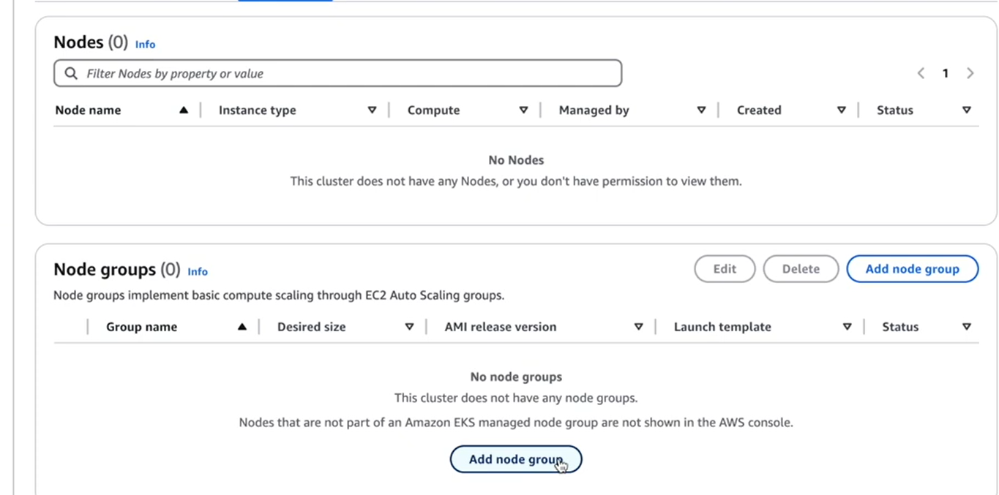 Nodes (0) Info
Filter Nodes by property or value
1
Node name Instance type Compute Managed by Created Status
No Nodes
This cluster does not have any Nodes, or you don't have permission to view them.
Node groups (0) Info
Edit Delete Add node group
Node groups implement basic compute scaling through EC2 Auto Scaling groups.
Group name Desired size AMI release version Launch template Status
No node groups
This cluster does not have any node groups.
Nodes that are not part of an Amazon EKS managed node group are not shown in the AWS console.
Add node group